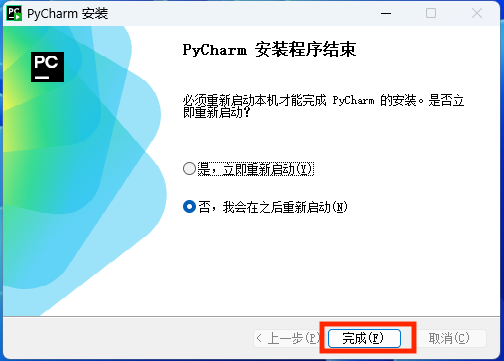 PC PyCharm 安装
PC
PyCharm 安装程序结束
必须重新启动本机才能完成 PyCharm 的安装。是否立
即重新启动?
是，立即重新启动(Y)
否，我会在之后重新启动(N)
< 上一步(P) 完成(F) 取消(C)